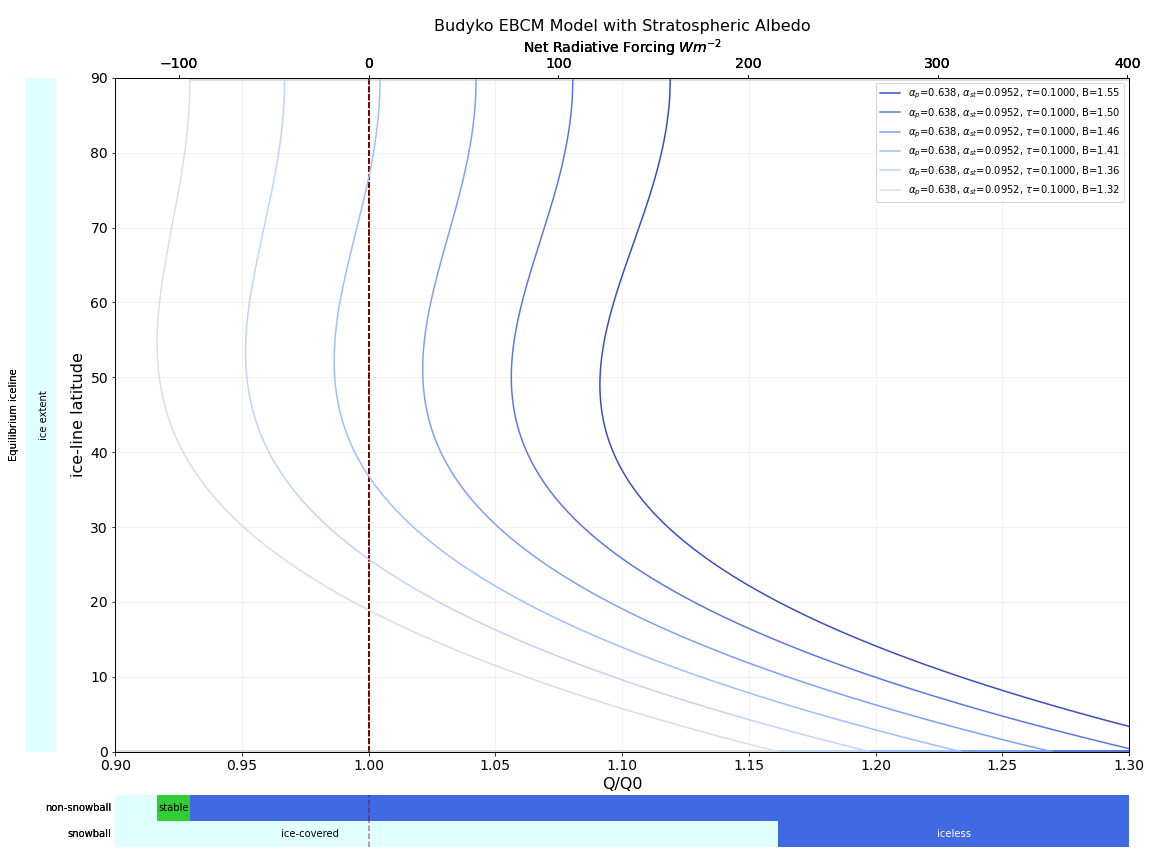 Budyko EBCM Model with Stratospheric Albedo
Net Radiative Forcing Wm⁻²
−100 0 100 200 300 400
αₚ=0.638, αₛₜ=0.0952, τ=0.1000, B=1.55
αₚ=0.638, αₛₜ=0.0952, τ=0.1000, B=1.50
αₚ=0.638, αₛₜ=0.0952, τ=0.1000, B=1.46
αₚ=0.638, αₛₜ=0.0952, τ=0.1000, B=1.41
αₚ=0.638, αₛₜ=0.0952, τ=0.1000, B=1.36
αₚ=0.638, αₛₜ=0.0952, τ=0.1000, B=1.32
90
80
70
60
50
40
30
20
10
0
Equilibrium iceline
ice extent
ice-line latitude
0.90 0.95 1.00 1.05 1.10 1.15 1.20 1.25 1.30
Q/Q0
non-snowball stable
snowball ice-covered iceless